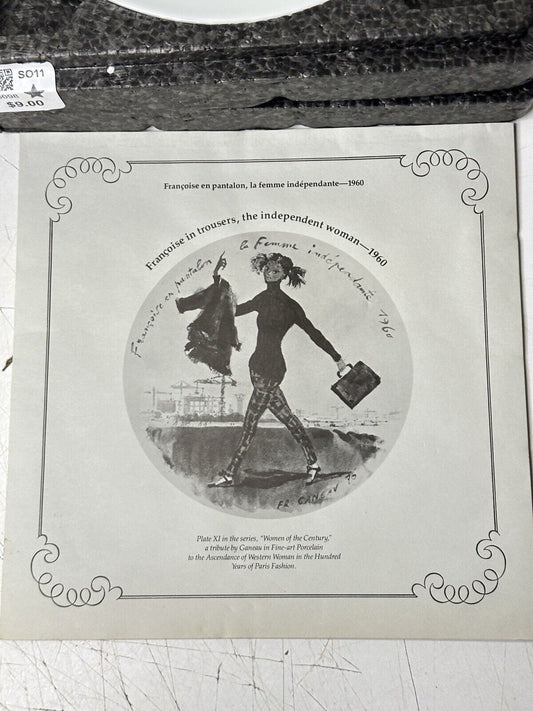 SO11
$9.00
Françoise en pantalon, la femme indépendante—1960
Françoise in trousers, the independent woman—1960
Françoise en pantalon la Femme indépendante 1960
FR. GANEAU
Plate XI in the series, "Women of the Century,"
a tribute by Ganeau in Fine-art Porcelain
to the Ascendance of Western Woman in the Hundred
Years of Paris Fashion.